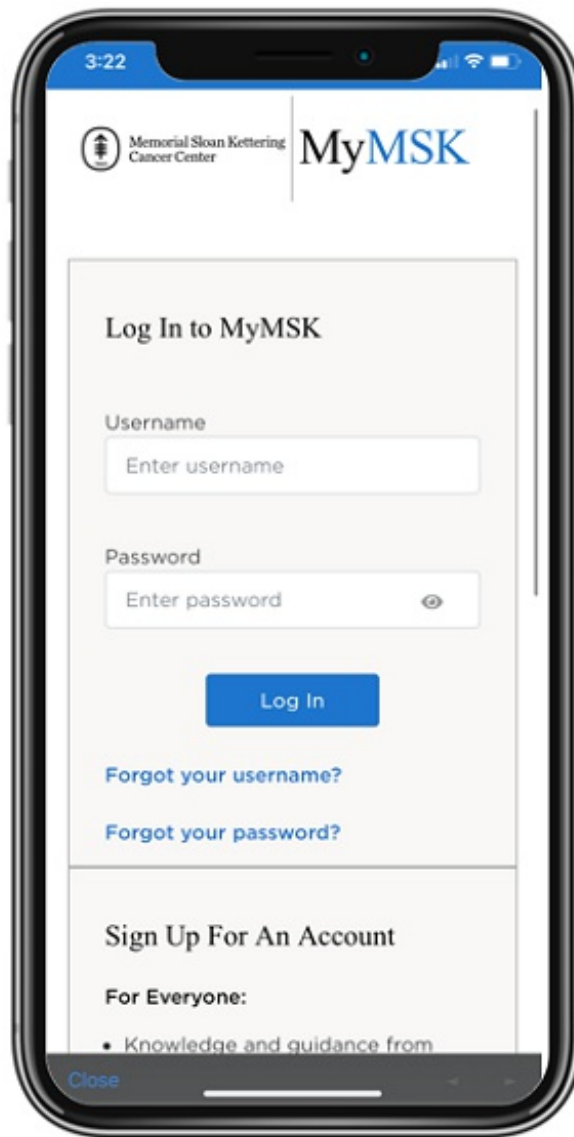 3:22
Memorial Sloan Kettering
Cancer Center
MyMSK
Log In to MyMSK
Username
Enter username
Password
Enter password
Log In
Forgot your username?
Forgot your password?
Sign Up For An Account
For Everyone:
• Knowledge and guidance from
Close